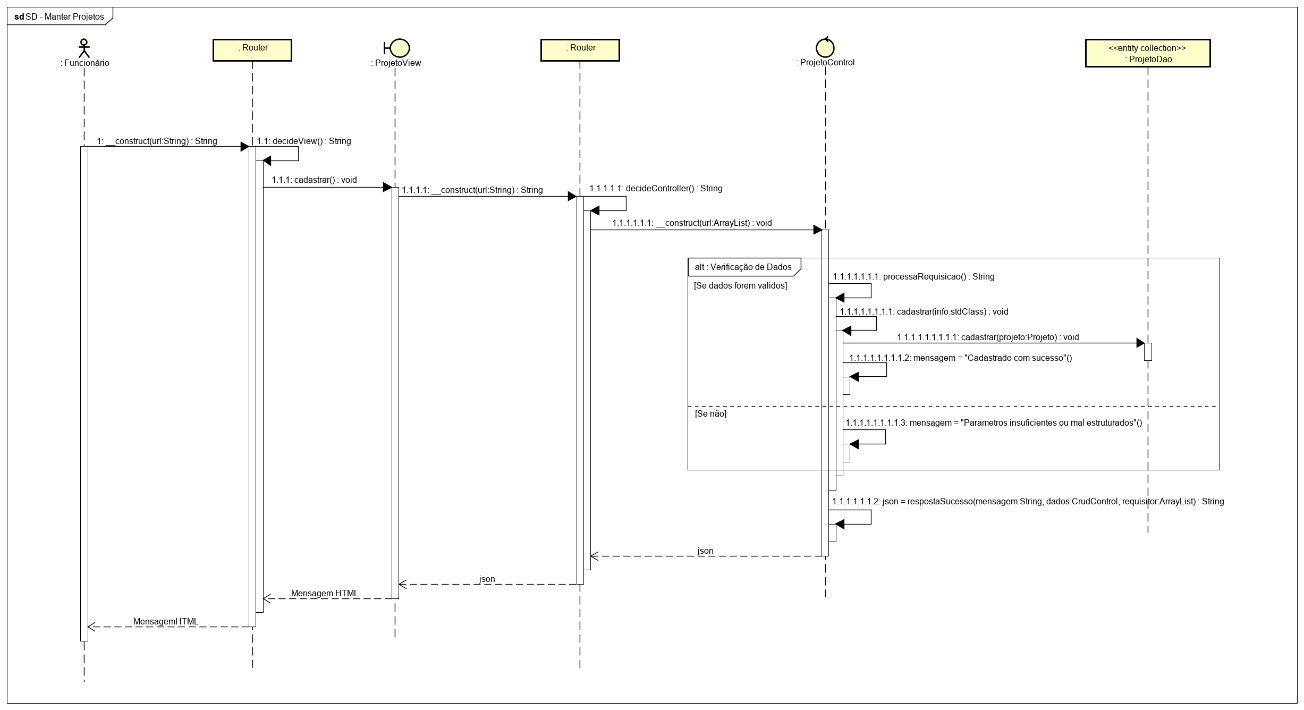 sd SD - Manter Projetos
: Funcionário
: Router
: ProjetoView
: Router
: ProjetoControl
<<entity collection>>
: ProjetoDao
1: __construct(url:String) : String
1.1: decideView() : String
1.1.1: cadastrar() : void
1.1.1.1: __construct(url:String) : String
1.1.1.1.1: decideController() : String
1.1.1.1.1.1: __construct(url:ArrayList) : void
alt : Verificação de Dados
[Se dados forem validos]
1.1.1.1.1.1.1: processaRequisicao() : String
1.1.1.1.1.1.1.1: cadastrar(info:stdClass) : void
1.1.1.1.1.1.1.1.1: cadastrar(projeto:Projeto) : void
1.1.1.1.1.1.1.1.2: mensagem = "Cadastrado com sucesso"()
[Se não]
1.1.1.1.1.1.1.1.3: mensagem = "Parametros insuficientes ou mal estruturados"()
1.1.1.1.1.1.2: json = respostaSucesso(mensagem:String, dados:CrudControl, requisitor:ArrayList) : String
json
json
Mensagem HTML
MensagemHTML